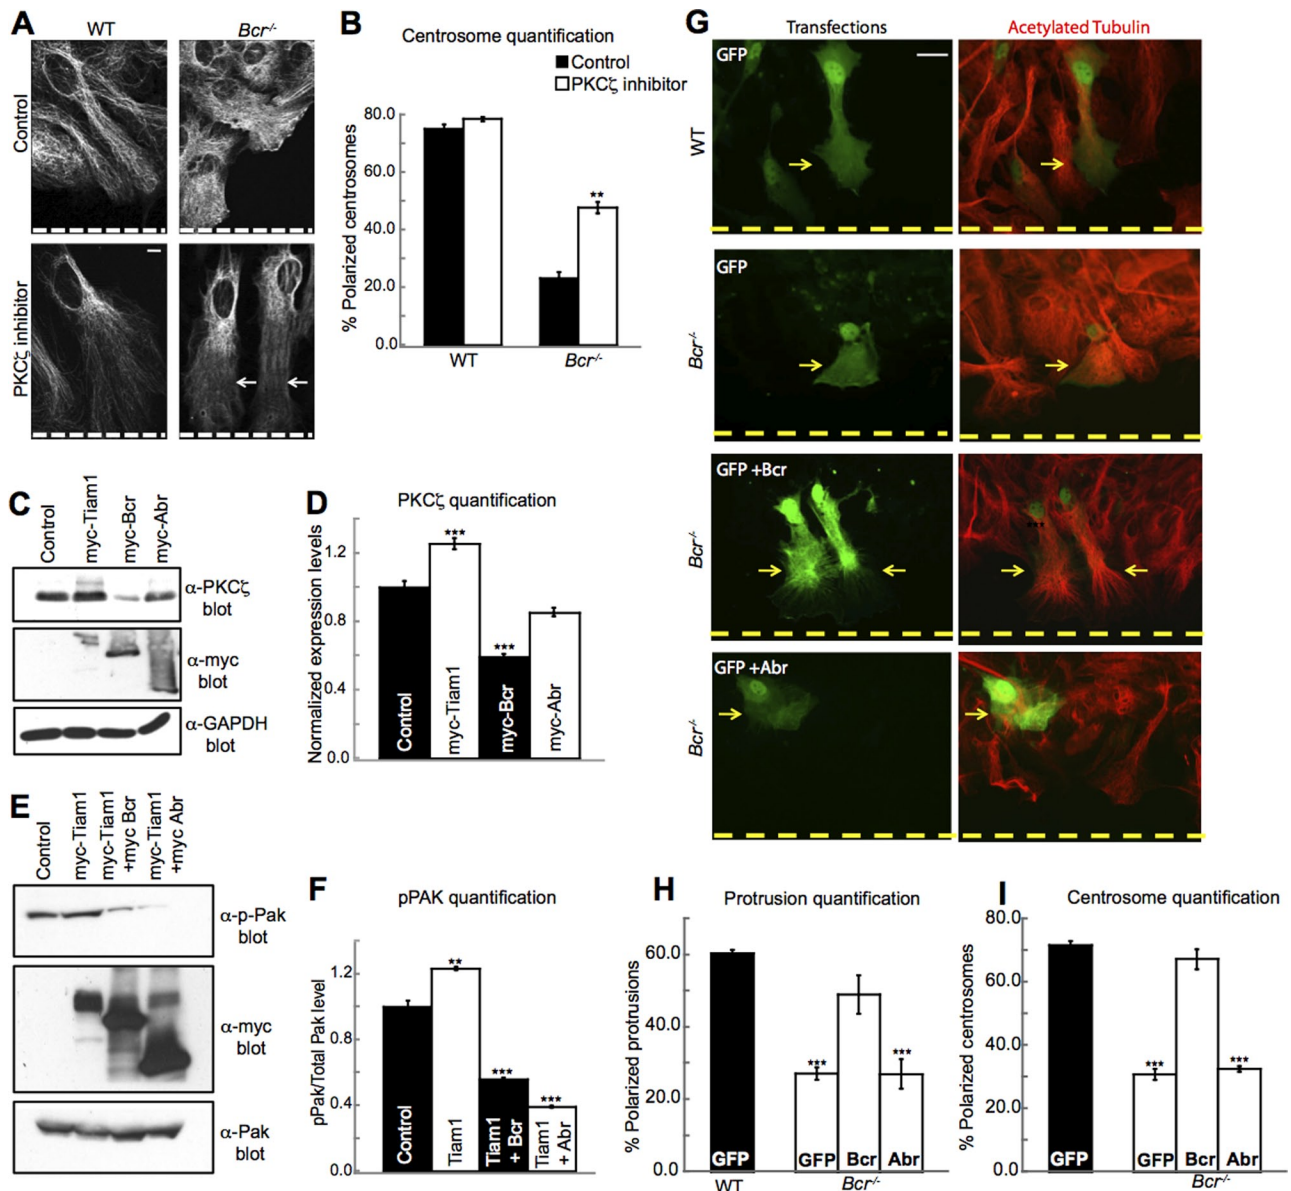 A
WT
Bcr-/-
Control
PKCζ inhibitor
B
Centrosome quantification
Control
PKCζ inhibitor
% Polarized centrosomes
80.0
60.0
40.0
20.0
0.0
**
WT
Bcr-/-
C
Control
myc-Tiam1
myc-Bcr
myc-Abr
α-PKCζ
blot
α-myc
blot
α-GAPDH
blot
D
PKCζ quantification
Normalized expression levels
1.2
0.8
0.4
0.0
***
***
Control
myc-Tiam1
myc-Bcr
myc-Abr
E
Control
myc-Tiam1
myc-Tiam1
+myc Bcr
myc-Tiam1
+myc Abr
α-p-Pak
blot
α-myc
blot
α-Pak
blot
F
pPAK quantification
pPak/Total Pak level
1.2
0.8
0.4
0.0
**
***
***
Control
Tiam1
Tiam1
+ Bcr
Tiam1
+ Abr
G
Transfections
Acetylated Tubulin
WT
GFP
Bcr-/-
GFP
Bcr-/-
GFP +Bcr
***
Bcr-/-
GFP +Abr
H
Protrusion quantification
% Polarized protrusions
60.0
40.0
20.0
0.0
***
***
GFP
GFP
Bcr
Abr
WT
Bcr-/-
I
Centrosome quantification
% Polarized centrosomes
80.0
60.0
40.0
20.0
0.0
***
***
GFP
GFP
Bcr
Abr
Bcr-/-